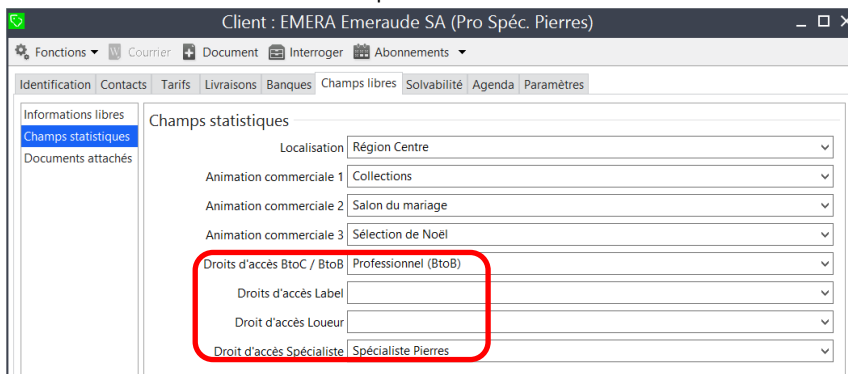 Client : EMERA Emeraude SA (Pro Spéc. Pierres)
Fonctions Courrier Document Interroger Abonnements
Identification Contacts Tarifs Livraisons Banques Champs libres Solvabilité Agenda Paramètres
Informations libres
Champs statistiques
Documents attachés
Champs statistiques
Localisation Région Centre
Animation commerciale 1 Collections
Animation commerciale 2 Salon du mariage
Animation commerciale 3 Sélection de Noël
Droits d'accès BtoC / BtoB Professionnel (BtoB)
Droits d'accès Label
Droit d'accès Loueur
Droit d'accès Spécialiste Spécialiste Pierres